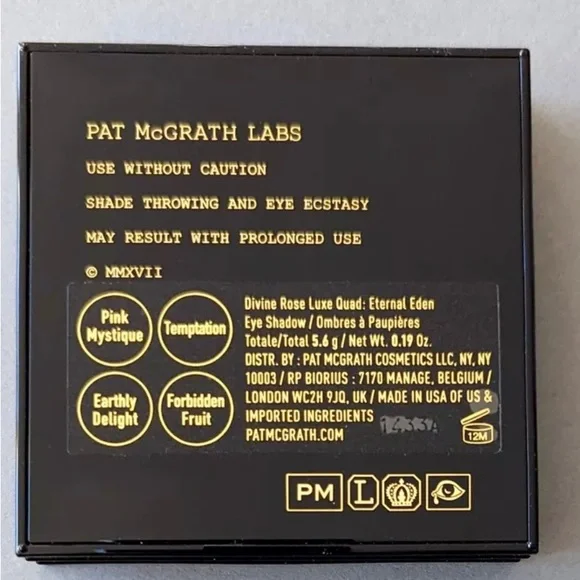 PAT McGRATH LABS
USE WITHOUT CAUTION
SHADE THROWING AND EYE ECSTASY
MAY RESULT WITH PROLONGED USE
© MMXVII
Pink
Mystique
Temptation
Earthly
Delight
Forbidden
Fruit
Divine Rose Luxe Quad: Eternal Eden
Eye Shadow / Ombres à Paupières
Totale/Total 5.6 g / Net Wt. 0.19 Oz.
DISTR. BY : PAT MCGRATH COSMETICS LLC, NY, NY
10003 / RP BIORIUS : 7170 MANAGE, BELGIUM /
LONDON WC2H 9JQ, UK / MADE IN USA OF US &
IMPORTED INGREDIENTS
PATMCGRATH.COM
12M
PM L